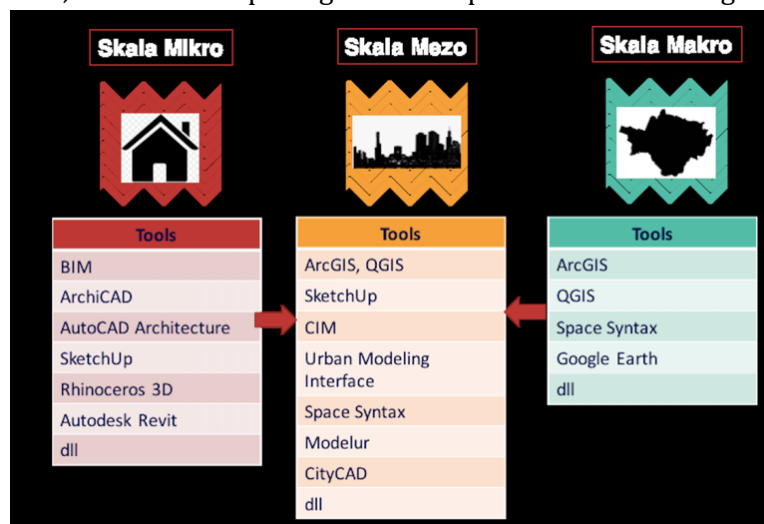 Skala Mikro
Tools
BIM
ArchiCAD
AutoCAD Architecture
SketchUp
Rhinoceros 3D
Autodesk Revit
dll
Skala Mezo
Tools
ArcGIS, QGIS
SketchUp
CIM
Urban Modeling
Interface
Space Syntax
Modelur
CityCAD
dll
Skala Makro
Tools
ArcGIS
QGIS
Space Syntax
Google Earth
dll